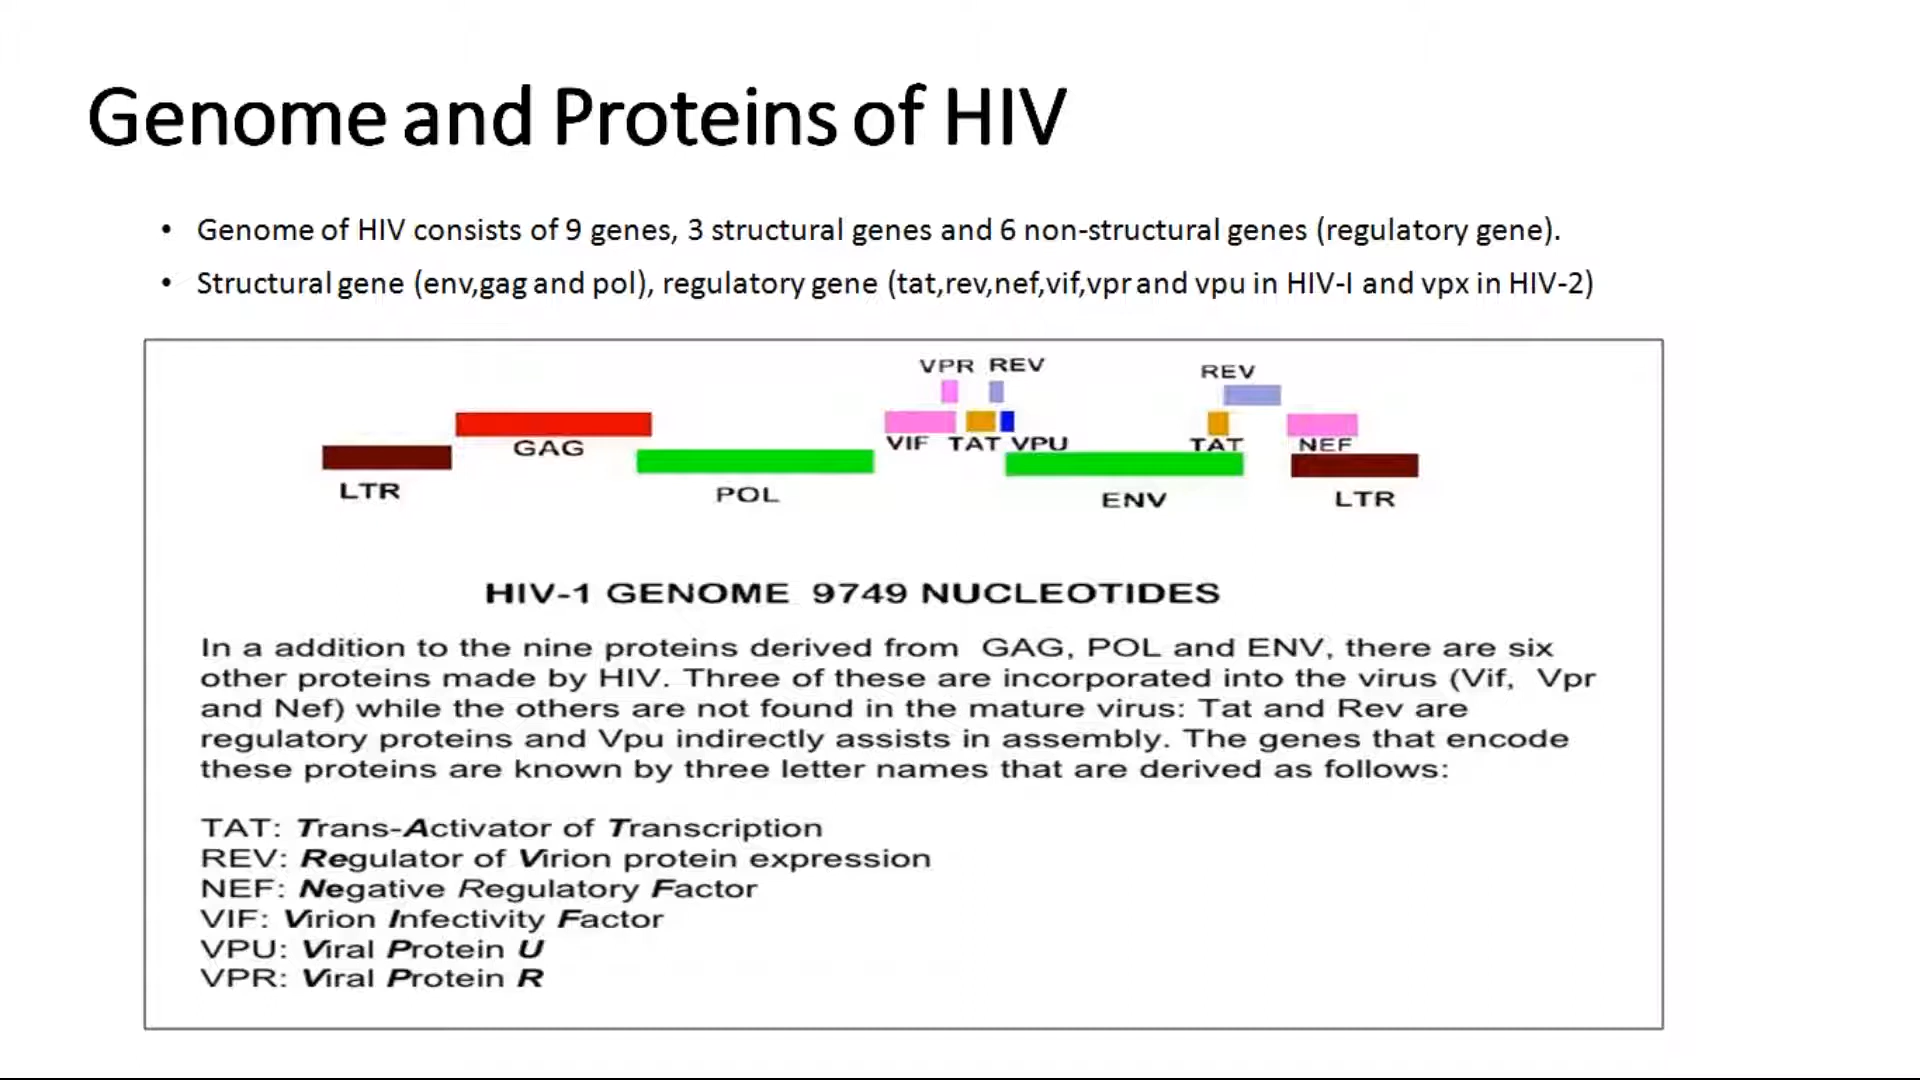 Genome and Proteins of HIV
• Genome of HIV consists of 9 genes, 3 structural genes and 6 non-structural genes (regulatory gene).
• Structural gene (env,gag and pol), regulatory gene (tat,rev,nef,vif,vpr and vpu in HIV-I and vpx in HIV-2)
VPR REV
REV
GAG
VIF TAT VPU
TAT
NEF
LTR
POL
ENV
LTR
HIV-1 GENOME 9749 NUCLEOTIDES
In a addition to the nine proteins derived from GAG, POL and ENV, there are six
other proteins made by HIV. Three of these are incorporated into the virus (Vif, Vpr
and Nef) while the others are not found in the mature virus: Tat and Rev are
regulatory proteins and Vpu indirectly assists in assembly. The genes that encode
these proteins are known by three letter names that are derived as follows:
TAT: Trans-Activator of Transcription
REV: Regulator of Virion protein expression
NEF: Negative Regulatory Factor
VIF: Virion Infectivity Factor
VPU: Viral Protein U
VPR: Viral Protein R